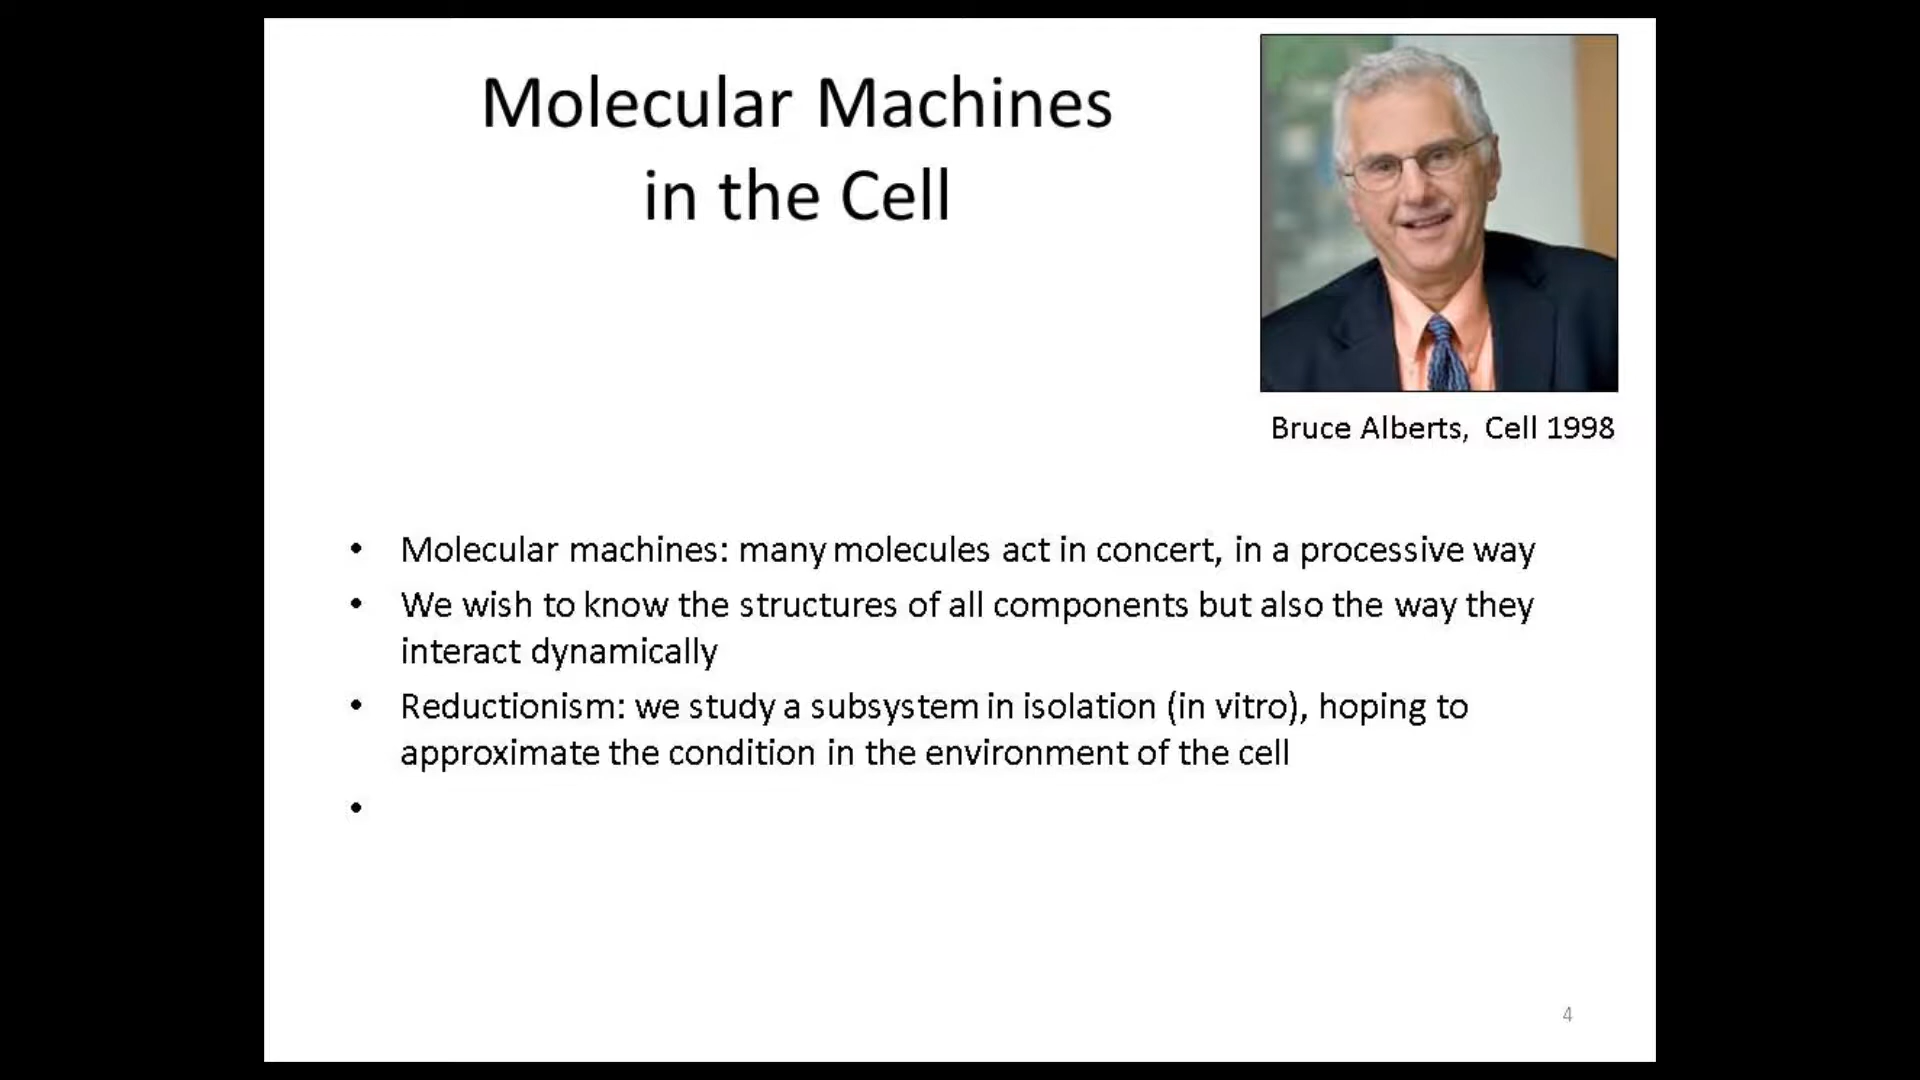 Molecular Machines
in the Cell
Bruce Alberts, Cell 1998
• Molecular machines: many molecules act in concert, in a processive way
• We wish to know the structures of all components but also the way they
interact dynamically
• Reductionism: we study a subsystem in isolation (in vitro), hoping to
approximate the condition in the environment of the cell
•
4